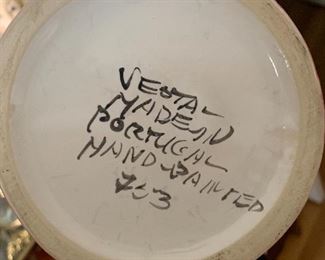 VESTAL
MADE IN
PORTUGAL
HAND-PAINTED
753